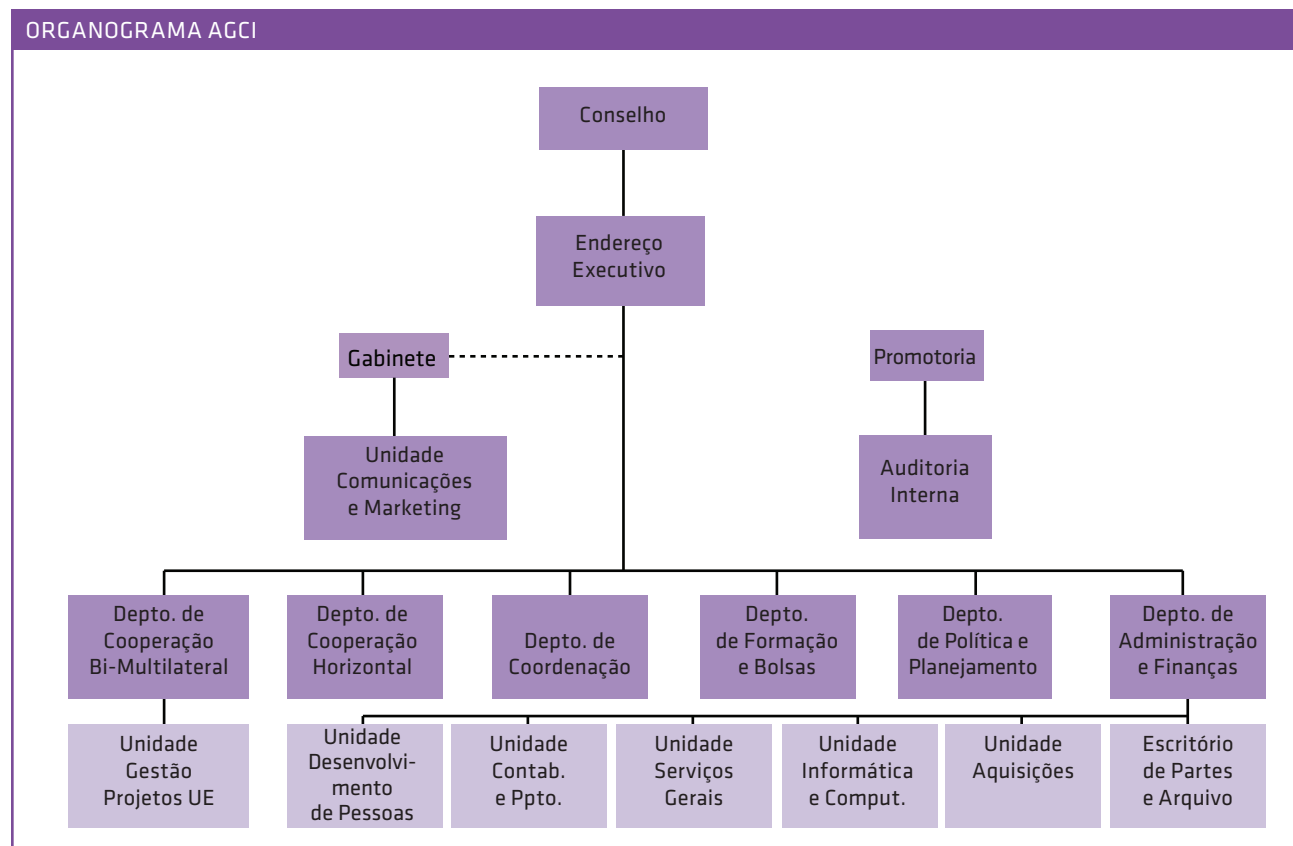 ORGANOGRAMA AGCI
Conselho
Endereço
Executivo
Gabinete
Promotoria
Unidade
Comunicações
e Marketing
Auditoria
Interna
Depto. de
Cooperação
Bi-Multilateral
Depto. de
Cooperação
Horizontal
Depto. de
Coordenação
Depto.
de Formação
e Bolsas
Depto.
de Política e
Planejamento
Depto. de
Administração
e Finanças
Unidade
Gestão
Projetos UE
Unidade
Desenvolvi-
mento
de Pessoas
Unidade
Contab.
e Ppto.
Unidade
Serviços
Gerais
Unidade
Informática
e Comput.
Unidade
Aquisições
Escritório
de Partes
e Arquivo